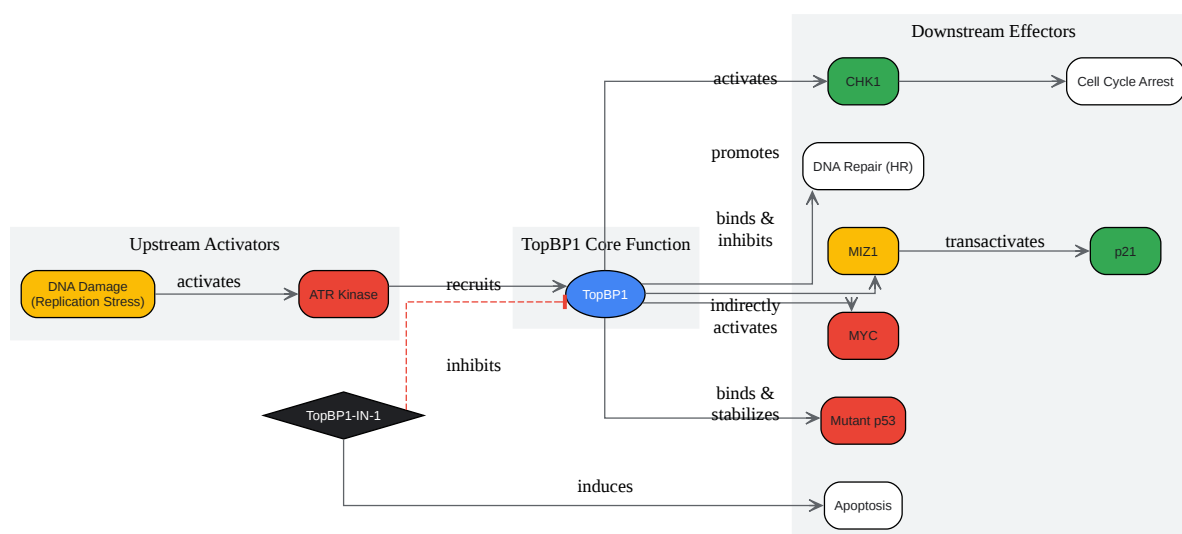 Downstream Effectors
activates
CHK1
Cell Cycle Arrest
promotes
DNA Repair (HR)
binds &
inhibits
MIZ1
transactivates
p21
Upstream Activators
TopBP1 Core Function
DNA Damage
(Replication Stress)
activates
ATR Kinase
recruits
TopBP1
indirectly
activates
MYC
inhibits
binds &
stabilizes
Mutant p53
TopBP1-IN-1
induces
Apoptosis